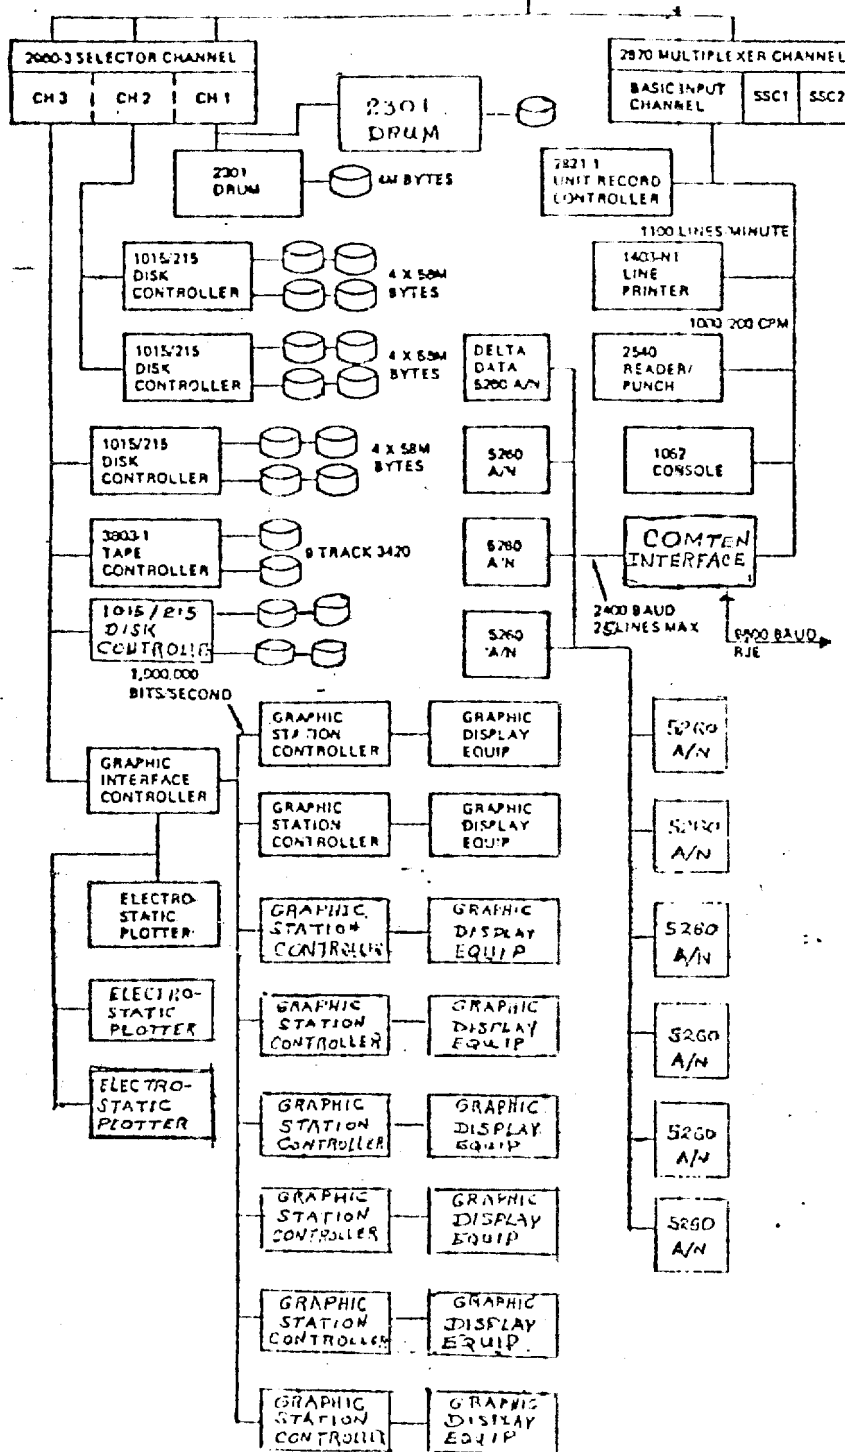 2860-3 SELECTOR CHANNEL
CH 3
CH 2
CH 1
2870 MULTIPLEXER CHANNEL
BASIC INPUT
CHANNEL
SSC1
SSC2
2301
DRUM
2301
DRUM
4M BYTES
2821-1
UNIT RECORD
CONTROLLER
1100 LINES/MINUTE
1403-N1
LINE
PRINTER
1015/215
DISK
CONTROLLER
4 X 58M
BYTES
1000/200 CPM
2540
READER/
PUNCH
1015/215
DISK
CONTROLLER
4 X 58M
BYTES
DELTA
DATA
5260 A/N
1015/215
DISK
CONTROLLER
4 X 58M
BYTES
5260
A/N
1052
CONSOLE
3803-1
TAPE
CONTROLLER
9 TRACK 3420
5260
A/N
COMTEN
INTERFACE
2400 BAUD
25 LINES MAX
9600 BAUD
RJE
1015/215
DISK
CONTROLLER
5260
A/N
1,000,000
BITS/SECOND
GRAPHIC
INTERFACE
CONTROLLER
GRAPHIC
STATION
CONTROLLER
GRAPHIC
DISPLAY
EQUIP
5260
A/N
GRAPHIC
STATION
CONTROLLER
GRAPHIC
DISPLAY
EQUIP
5260
A/N
ELECTRO-
STATIC
PLOTTER
GRAPHIC
STATION
CONTROLLER
GRAPHIC
DISPLAY
EQUIP
5260
A/N
ELECTRO-
STATIC
PLOTTER
GRAPHIC
STATION
CONTROLLER
GRAPHIC
DISPLAY
EQUIP
5260
A/N
ELECTRO-
STATIC
PLOTTER
GRAPHIC
STATION
CONTROLLER
GRAPHIC
DISPLAY
EQUIP
5260
A/N
GRAPHIC
STATION
CONTROLLER
GRAPHIC
DISPLAY
EQUIP
5260
A/N
GRAPHIC
STATION
CONTROLLER
GRAPHIC
DISPLAY
EQUIP
GRAPHIC
STATION
CONTROLLER
GRAPHIC
DISPLAY
EQUIP